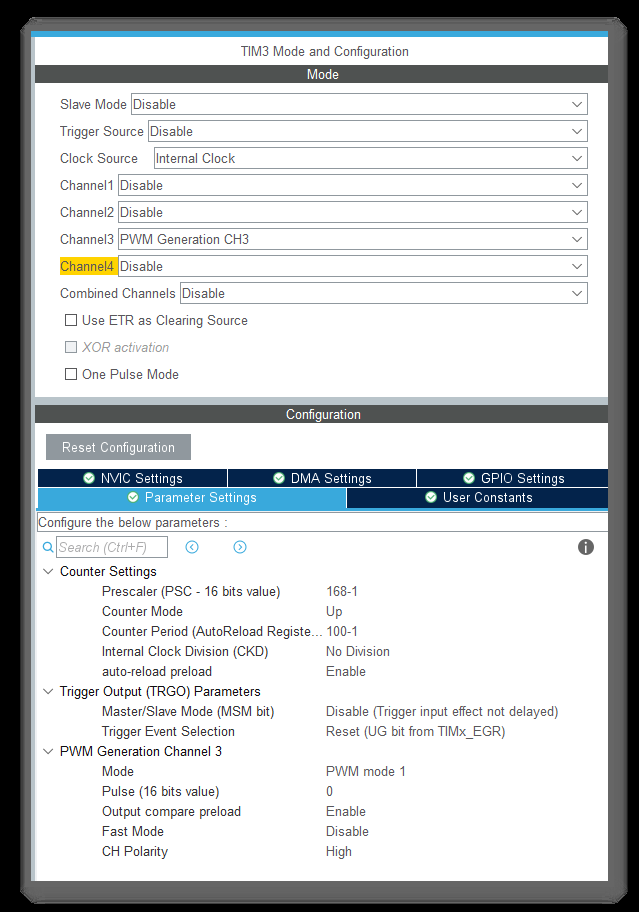 TIM3 Mode and Configuration
Mode
Slave Mode Disable
Trigger Source Disable
Clock Source Internal Clock
Channel1 Disable
Channel2 Disable
Channel3 PWM Generation CH3
Channel4 Disable
Combined Channels Disable
Use ETR as Clearing Source
XOR activation
One Pulse Mode
Configuration
Reset Configuration
NVIC Settings DMA Settings GPIO Settings
Parameter Settings User Constants
Configure the below parameters :
Search (Ctrl+F)
Counter Settings
Prescaler (PSC - 16 bits value) 168-1
Counter Mode Up
Counter Period (AutoReload Registe... 100-1
Internal Clock Division (CKD) No Division
auto-reload preload Enable
Trigger Output (TRGO) Parameters
Master/Slave Mode (MSM bit) Disable (Trigger input effect not delayed)
Trigger Event Selection Reset (UG bit from TIMx_EGR)
PWM Generation Channel 3
Mode PWM mode 1
Pulse (16 bits value) 0
Output compare preload Enable
Fast Mode Disable
CH Polarity High